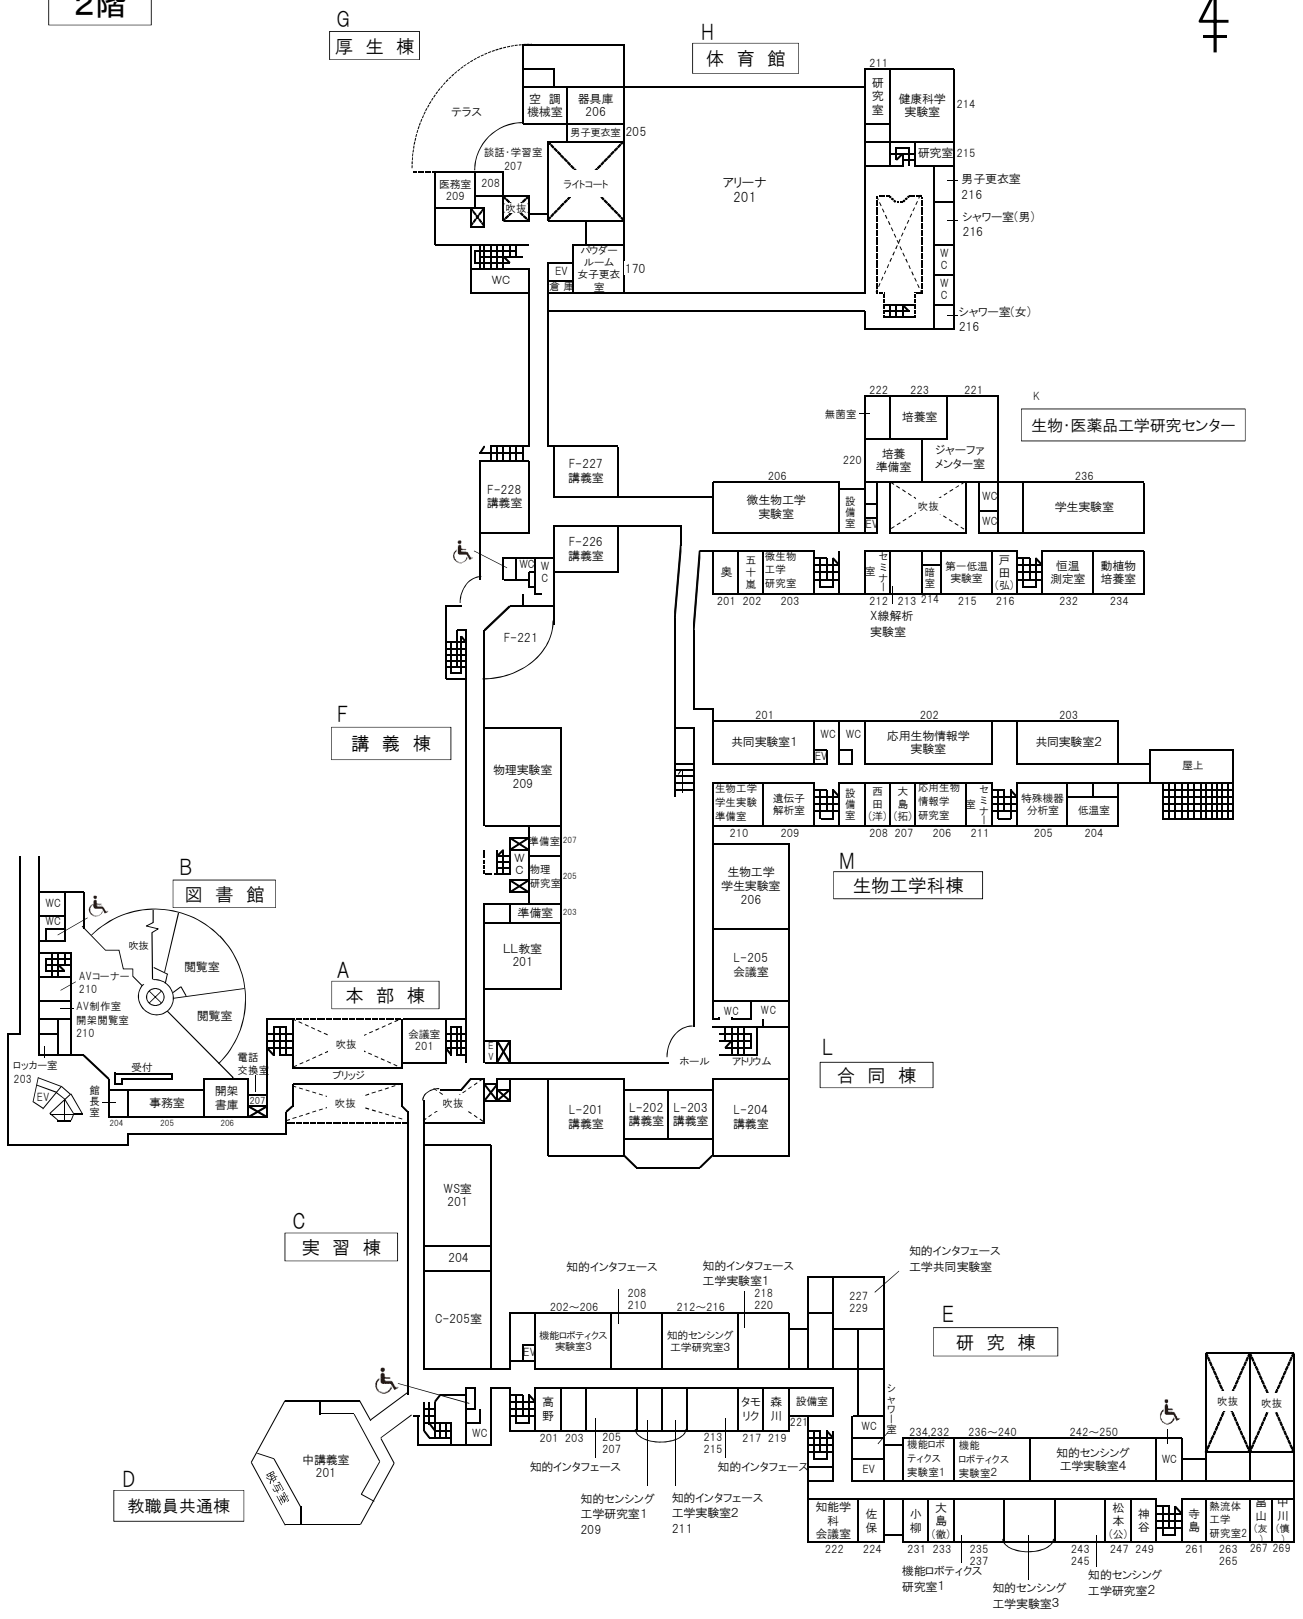 2階
G
厚 生 棟
H
体 育 館
テラス
空 調
機械室
器具庫
206
男子更衣室
205
談話・学習室
207
医務室
209
208
吹抜
ライトコート
パウダー
ルーム
女子更衣
室
170
EV
倉 庫
WC
アリーナ
201
211
研
究
室
健康科学
実験室
214
研究室
215
男子更衣室
216
シャワー室(男)
216
W
C
W
C
シャワー室(女)
216
K
生物・医薬品工学研究センター
222
223
221
無菌室
培養室
220
培養
準備室
ジャーファ
メンター室
206
微生物工学
実験室
設
備
室
EV
吹抜
WC
WC
236
学生実験室
奥
五
十
嵐
微生物
工学
研究室
セ
ミ
ナ
ー
室
暗
室
第一低温
実験室
戸
田
(弘)
恒温
測定室
動植物
培養室
201
202
203
212
213
214
215
216
232
234
X線解析
実験室
F-227
講義室
F-228
講義室
F-226
講義室
WC
W
C
F-221
F
講 義 棟
物理実験室
209
準備室
207
W
C
物理
研究室
205
準備室
203
LL教室
201
201
共同実験室1
WC
WC
EV
202
応用生物情報学
実験室
203
共同実験室2
屋上
生物工学
学生実験
準備室
遺伝子
解析室
設
備
室
西
田
(洋)
大
島
(拓)
応用生物
情報学
研究室
セ
ミ
ナ
ー
室
特殊機器
分析室
低温室
210
209
208
207
206
211
205
204
M
生物工学科棟
生物工学
学生実験室
206
L-205
会議室
WC
WC
ホール
アトリウム
L
合 同 棟
B
図 書 館
WC
WC
吹抜
閲覧室
閲覧室
AVコーナー
210
AV制作室
開架閲覧室
210
ロッカー室
203
EV
受付
館
長
室
事務室
開架
書庫
電話
交換室
207
204
205
206
A
本 部 棟
吹抜
会議室
201
E
V
ブリッジ
吹抜
吹抜
L-201
講義室
L-202
講義室
L-203
講義室
L-204
講義室
C
実 習 棟
WS室
201
204
C-205室
WC
D
教職員共通棟
中講義室
201
映写室
知的インタフェース
208
210
知的インタフェース
工学実験室1
218
220
知的インタフェース
工学共同実験室
227
229
202～206
機能ロボティクス
実験室3
EV
212～216
知的センシング
工学研究室3
高
野
タモ
リク
森
川
設備室
221
201
203
205
207
213
215
217
219
知的インタフェース
知的インタフェース
知的センシング
工学研究室1
209
知的インタフェース
工学実験室2
211
E
研 究 棟
シ
ャ
ワ
ー
室
WC
EV
234,232
機能ロボ
ティクス
実験室1
236～240
機能
ロボティクス
実験室2
242～250
知的センシング
工学実験室4
WC
吹抜
吹抜
知能学
科
会議室
佐
保
小
柳
大
島
(徹)
松
本
(公)
神
谷
寺
島
熱流体
工学
研究室2
畠
山
(友)
中
川
(慎)
222
224
231
233
235
237
243
245
247
249
261
263
265
267
269
機能ロボティクス
研究室1
知的センシング
工学実験室3
知的センシング
工学研究室2